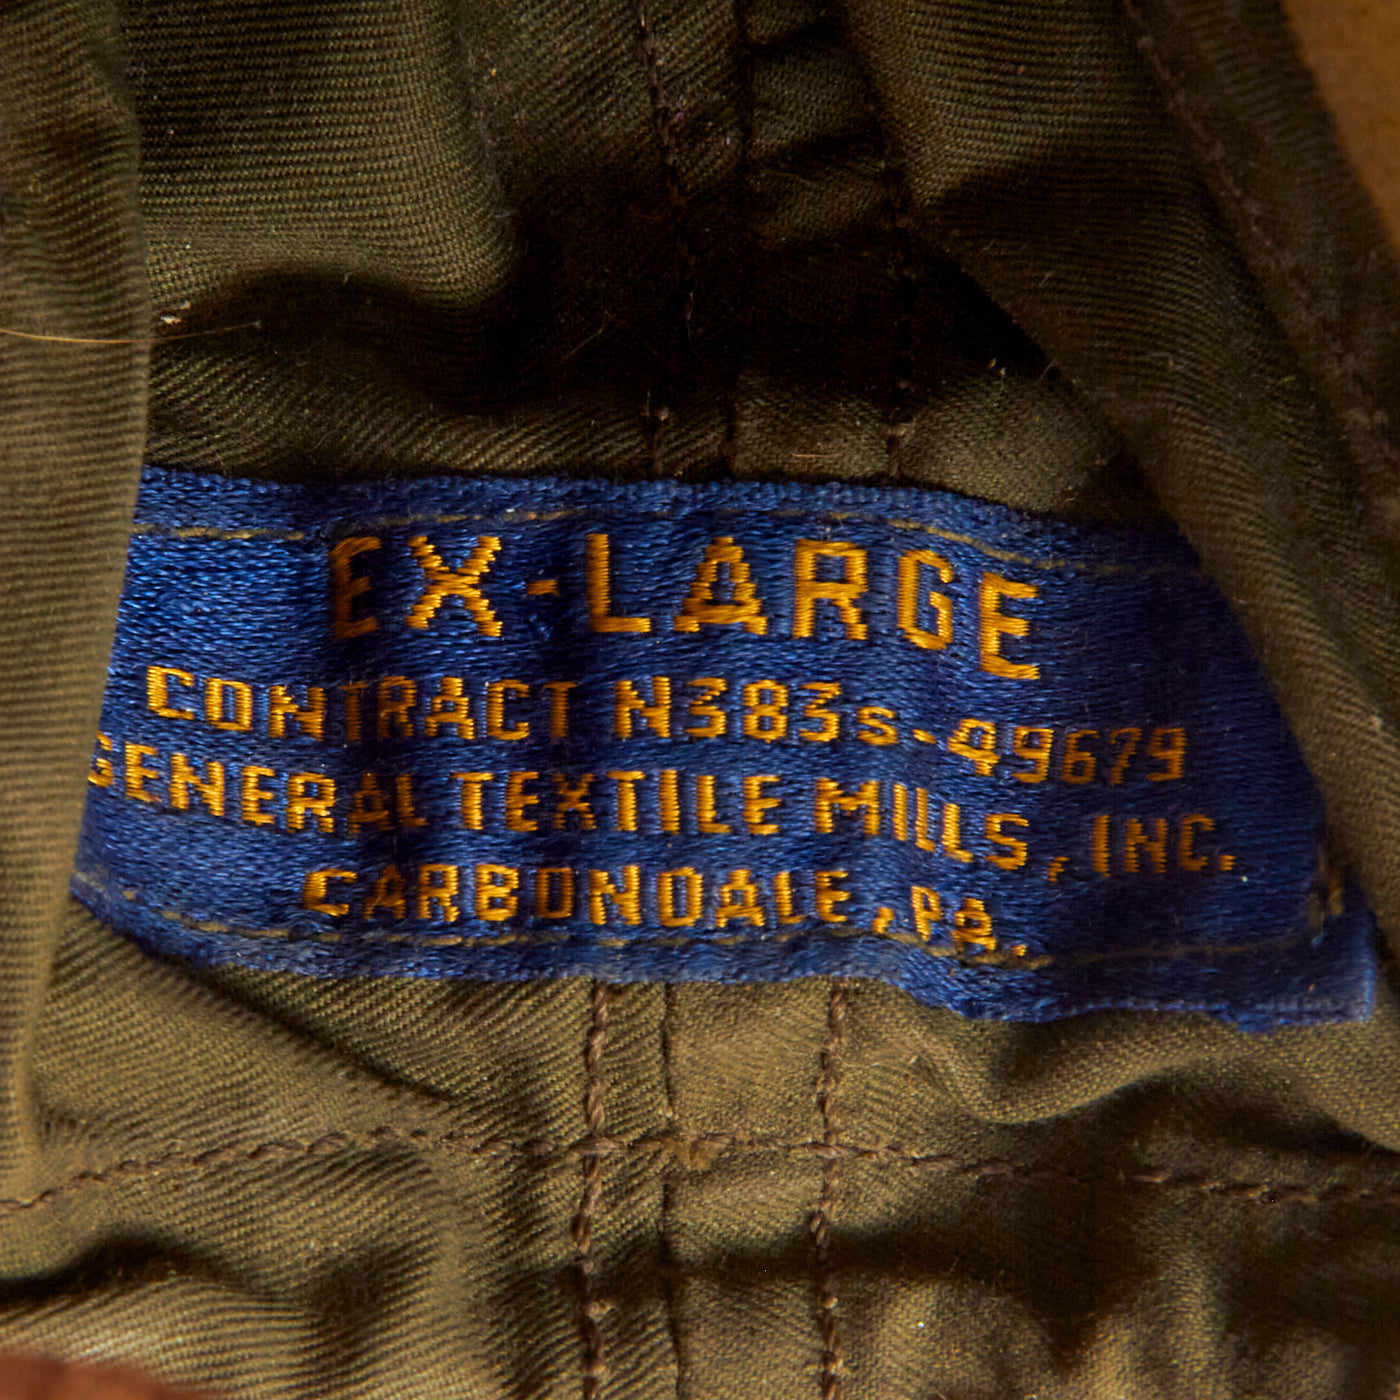 EX-LARGE
CONTRACT N383s-49679
GENERAL TEXTILE MILLS, INC.
CARBONDALE, PA.